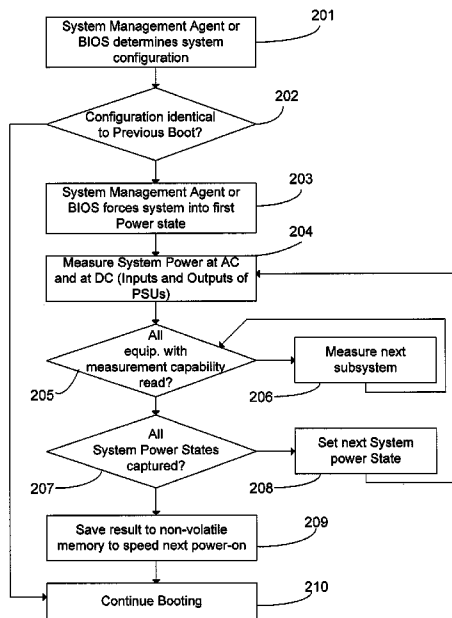 201
System Management Agent or
BIOS determines system
configuration
202
Configuration identical
to Previous Boot?
203
System Management Agent or
BIOS forces system into first
Power state
204
Measure System Power at AC
and at DC (Inputs and Outputs of
PSUs)
All
equip. with
measurement capability
read?
205
Measure next
subsystem
206
All
System Power States
captured?
207
Set next System
power State
208
Save result to non-volatile
memory to speed next power-on
209
Continue Booting
210